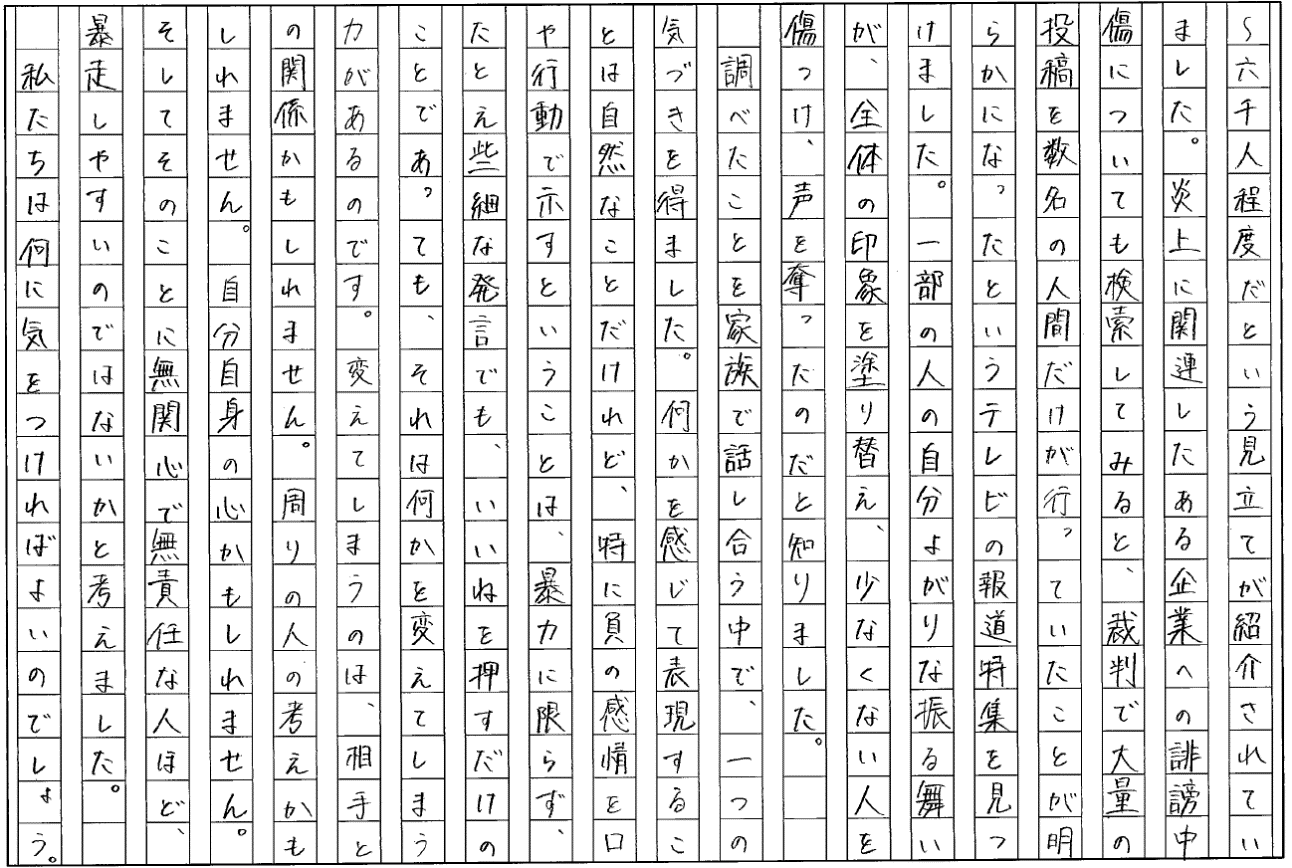 ～六千人程度だという見立てが紹介されてい
ました。炎上に関連したある企業への誹謗中
傷についても検索してみると、裁判で大量の
投稿を数名の人間だけが行っていたことが明
らかになったというテレビの報道特集を見つ
けました。一部の人の自分よがりな振る舞い
が、全体の印象を塗り替え、少なくない人を
傷つけ、声を奪ったのだと知りました。
調べたことを家族で話し合う中で、一つの
気づきを得ました。何かを感じて表現するこ
とは自然なことだけれど、特に負の感情を口
や行動で示すということは、暴力に限らず、
たとえ些細な発言でも、いいねを押すだけの
ことであっても、それは何かを変えてしまう
力があるのです。変えてしまうのは、相手と
の関係かもしれません。周りの人の考えかも
しれません。自分自身の心かもしれません。
そしてそのことに無関心で無責任な人ほど、
暴走しやすいのではないかと考えました。
私たちは何に気をつければよいのでしょう。